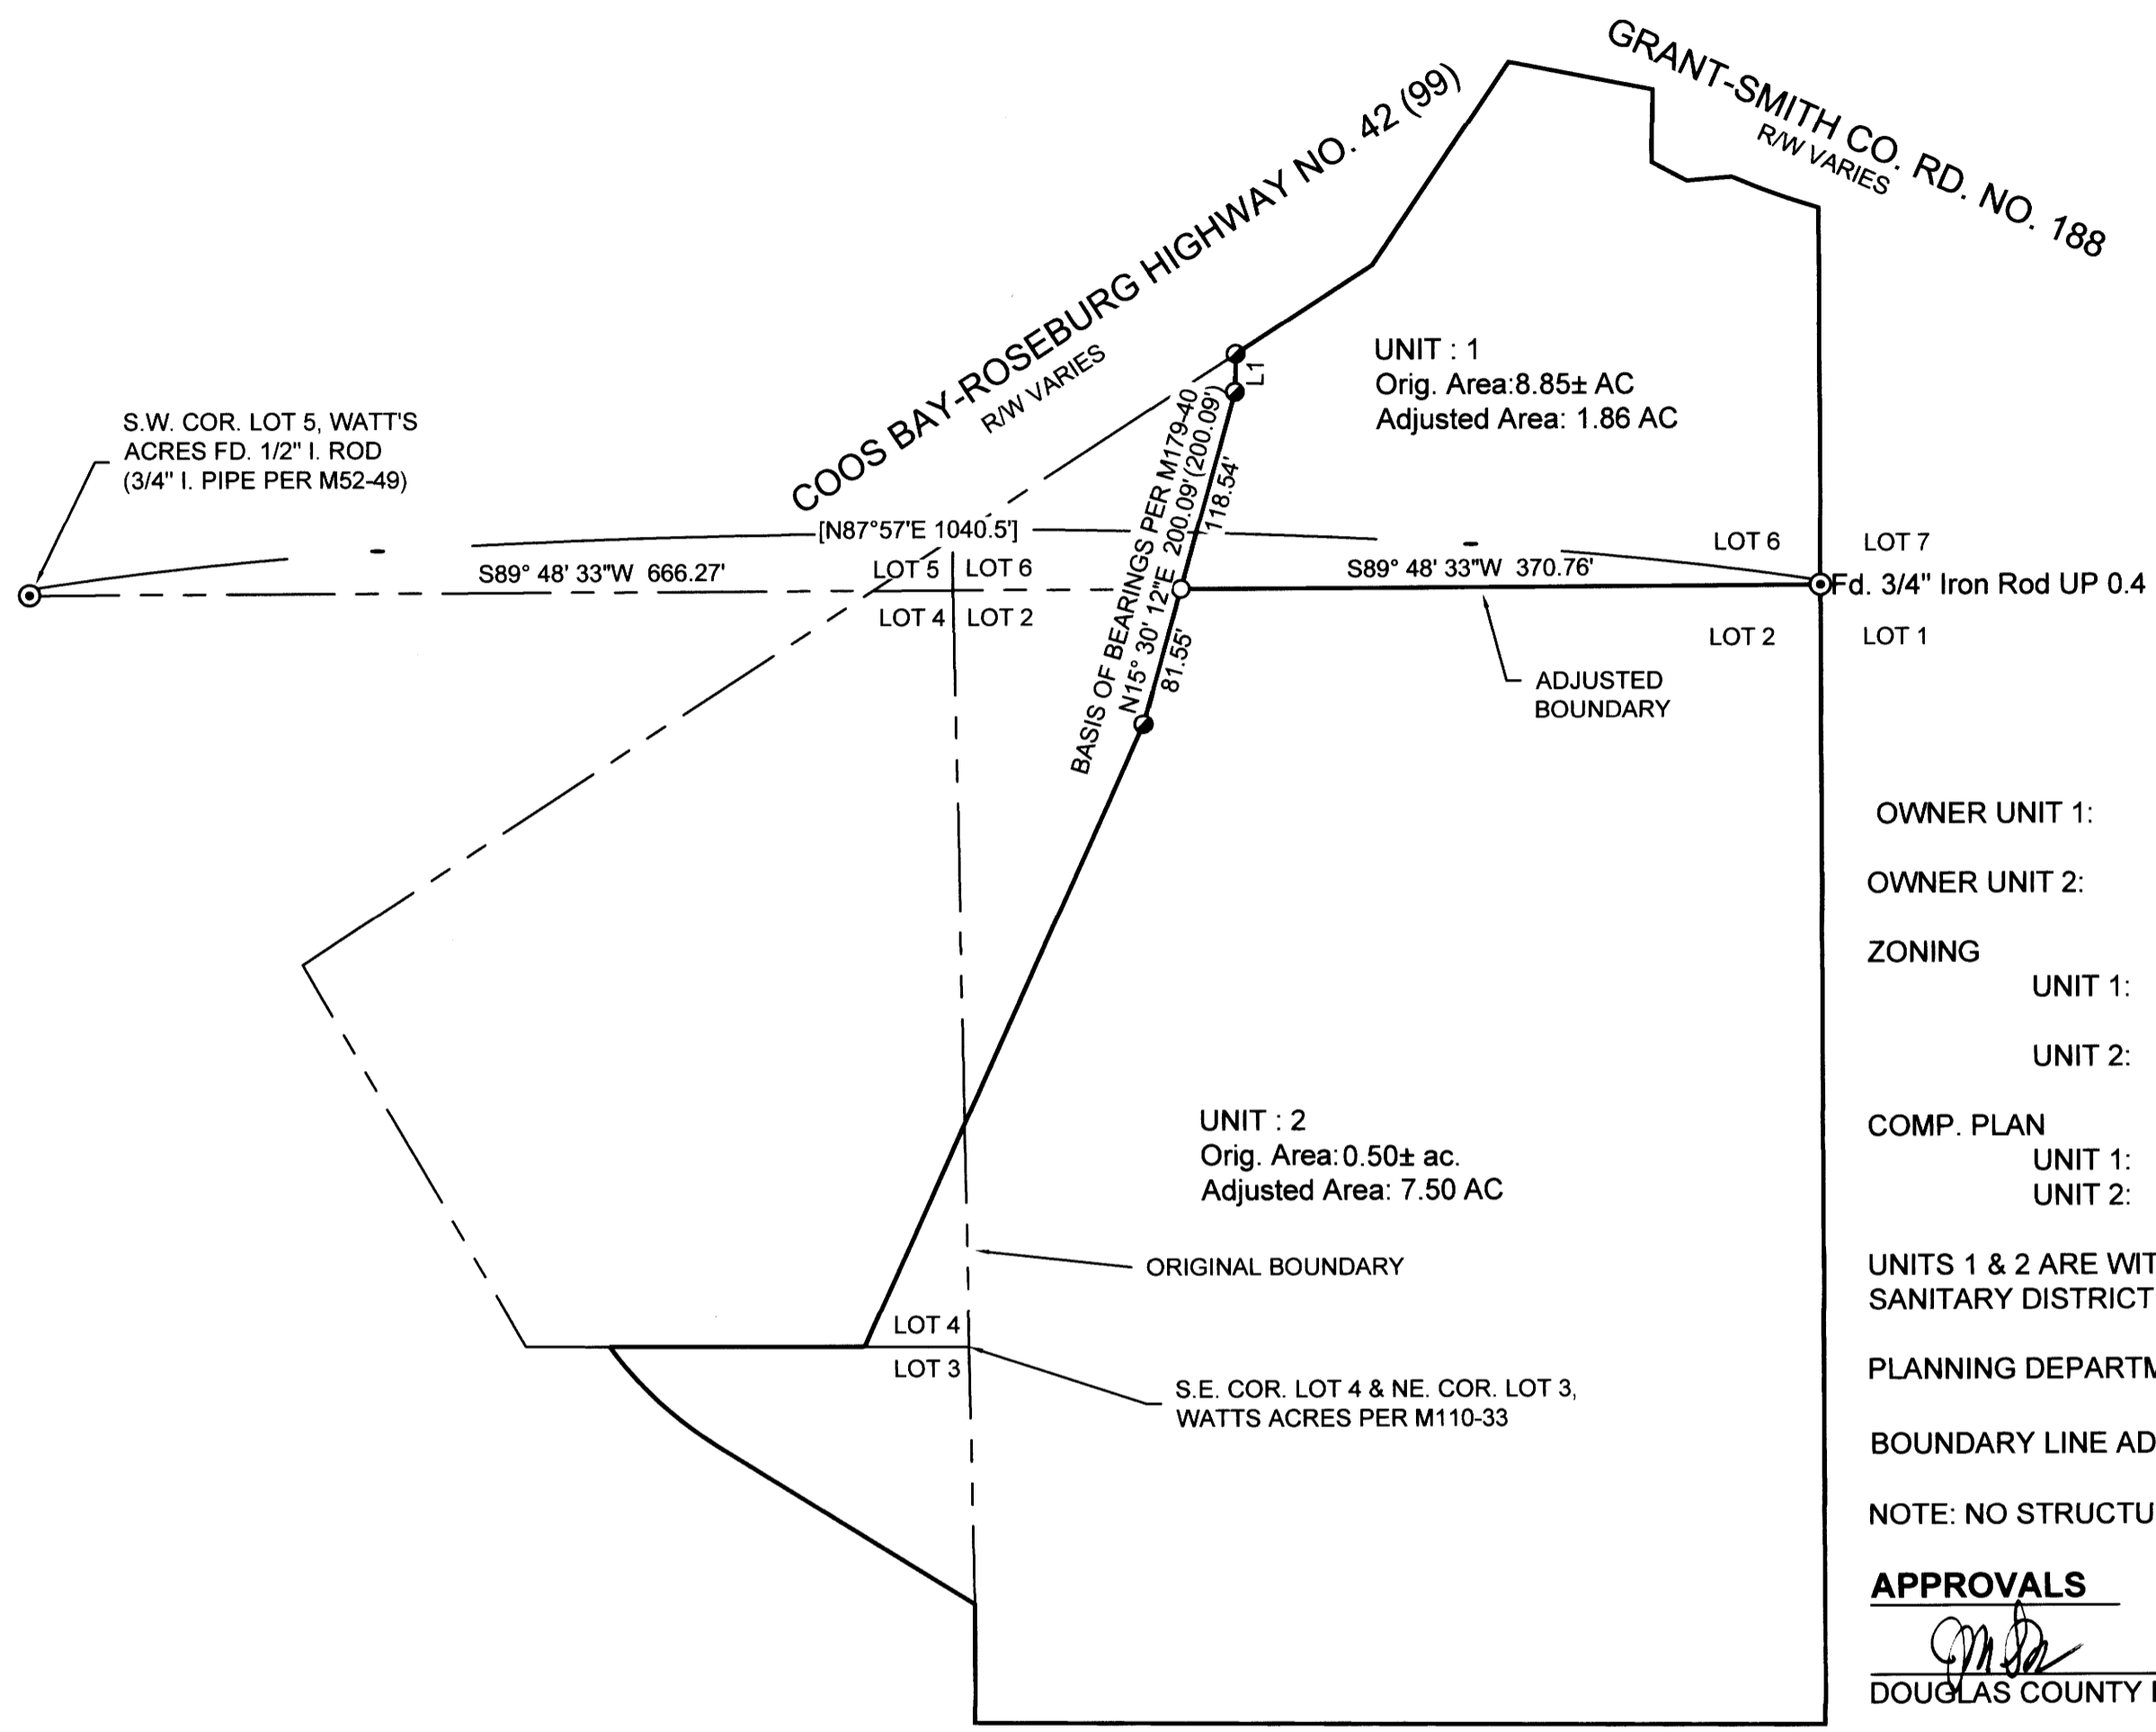 GRANT-SMITH CO. RD. NO. 188
R/W VARIES
COOS BAY-ROSEBURG HIGHWAY NO. 42 (99)
R/W VARIES
UNIT : 1
Orig. Area:8.85± AC
Adjusted Area: 1.86 AC
L1
S.W. COR. LOT 5, WATT'S
ACRES FD. 1/2" I. ROD
(3/4" I. PIPE PER M52-49)
BASIS OF BEARINGS PER M179-40
N15° 30' 12"E 200.09'(200.09')
118.54'
81.55'
[N87°57'E 1040.5']
S89° 48' 33"W 666.27'
LOT 5
LOT 6
LOT 4
LOT 2
S89° 48' 33"W 370.76'
LOT 6
LOT 7
Fd. 3/4" Iron Rod UP 0.4
LOT 2
LOT 1
ADJUSTED
BOUNDARY
OWNER UNIT 1:
OWNER UNIT 2:
ZONING
UNIT 1:
UNIT 2:
COMP. PLAN
UNIT 1:
UNIT 2:
UNIT : 2
Orig. Area:0.50± ac.
Adjusted Area: 7.50 AC
ORIGINAL BOUNDARY
LOT 4
LOT 3
S.E. COR. LOT 4 & NE. COR. LOT 3,
WATTS ACRES PER M110-33
UNITS 1 & 2 ARE WIT
SANITARY DISTRICT
PLANNING DEPARTM
BOUNDARY LINE AD
NOTE: NO STRUCTU
APPROVALS
DOUGLAS COUNTY